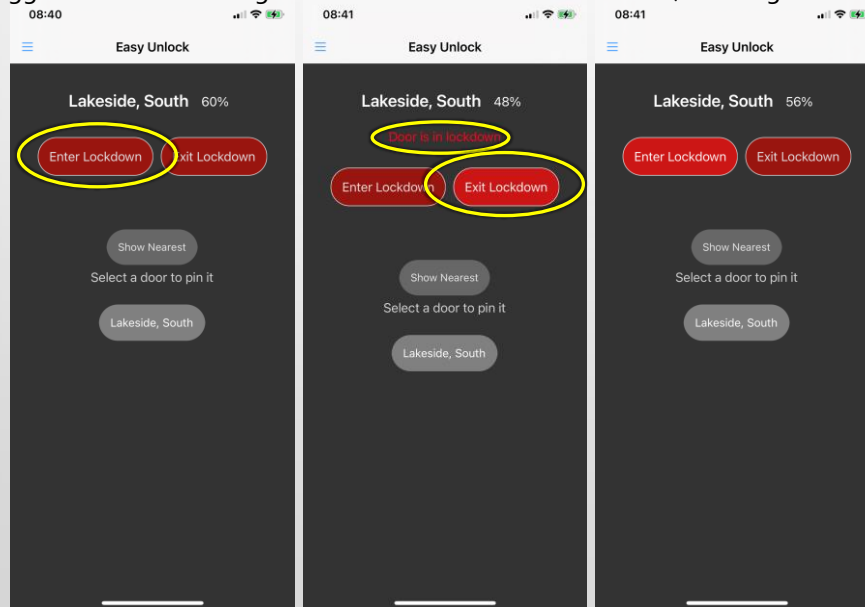 08:40
Easy Unlock
Lakeside, South 60%
Enter Lockdown Exit Lockdown
Show Nearest
Select a door to pin it
Lakeside, South
08:41
Easy Unlock
Lakeside, South 48%
Door is in lockdown
Enter Lockdown Exit Lockdown
Show Nearest
Select a door to pin it
Lakeside, South
08:41
Easy Unlock
Lakeside, South 56%
Enter Lockdown Exit Lockdown
Show Nearest
Select a door to pin it
Lakeside, South